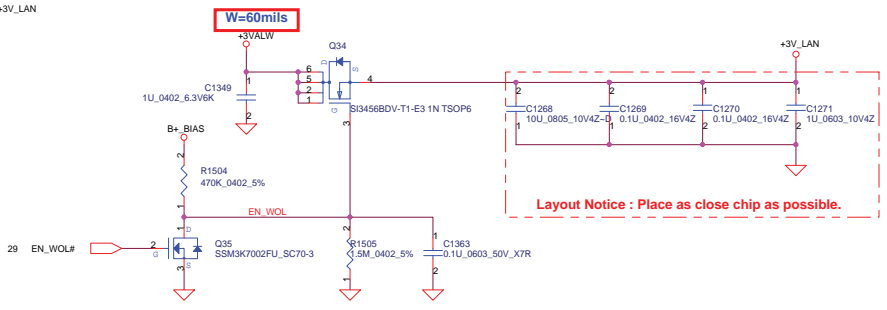 +3V_LAN
W=60mils
+3VALW
Q34
+3V_LAN
D
S
G
6
5
2
1
4
3
SI3456BDV-T1-E3 1N TSOP6
1
C1349
1U_0402_6.3V6K
2
2
C1268
10U_0805_10V4Z~D
1
2
C1269
0.1U_0402_16V4Z
1
1
C1270
0.1U_0402_16V4Z
2
1
C1271
1U_0603_10V4Z
2
B+_BIAS
2
R1504
470K_0402_5%
1
Layout Notice : Place as close chip as possible.
EN_WOL
29
EN_WOL#
2
G
1
D
3
S
Q35
SSM3K7002FU_SC70-3
2
R1505
1.5M_0402_5%
1
1
C1363
0.1U_0603_50V_X7R
2